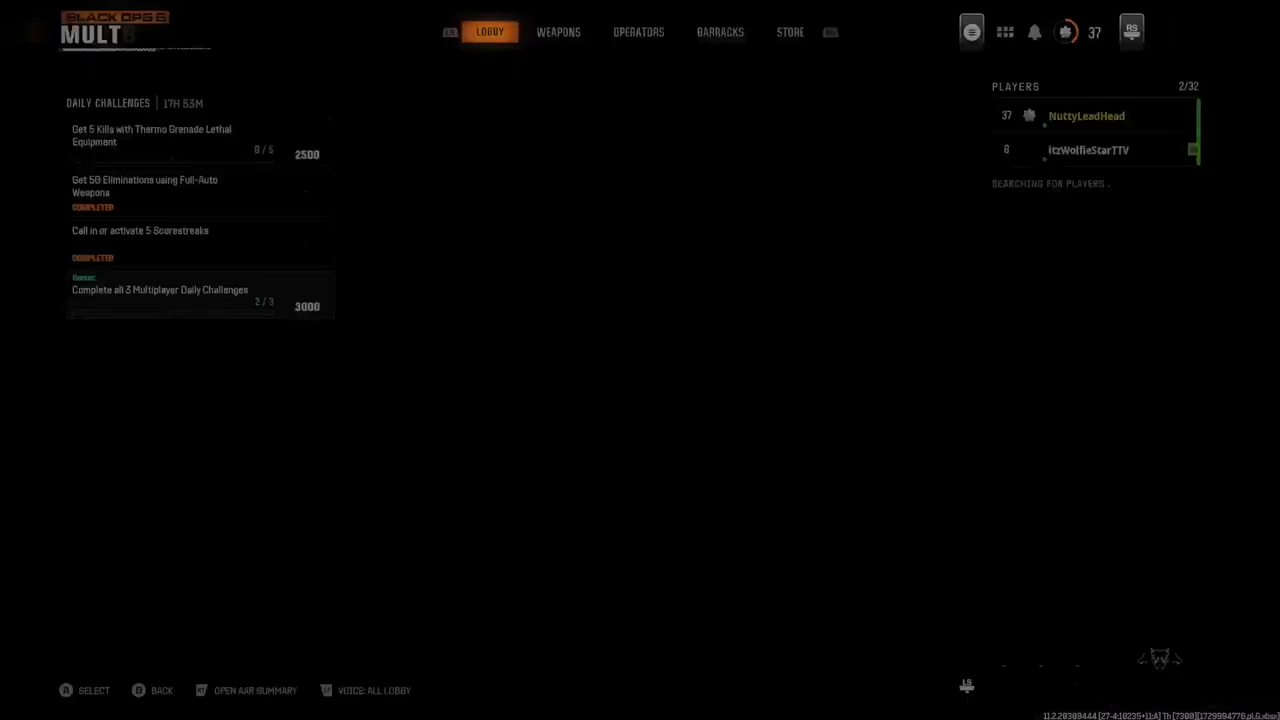 BLACK OPS 6
MULT
LOBBY
WEAPONS
OPERATORS
BARRACKS
STORE
37
RS
DAILY CHALLENGES | 17H 53M
Get 5 Kills with Thermo Grenade Lethal
Equipment
0 / 5
2500
Get 50 Eliminations using Full-Auto
Weapons
COMPLETED
Call in or activate 5 Scorestreaks
COMPLETED
Bonus:
Complete all 3 Multiplayer Daily Challenges
2 / 3
3000
PLAYERS
2/32
37 NuttyLeadHead
6 itzWolfieStarTTV
SEARCHING FOR PLAYERS .
A SELECT
B BACK
OPEN AAR SUMMARY
VOICE: ALL LOBBY
LS